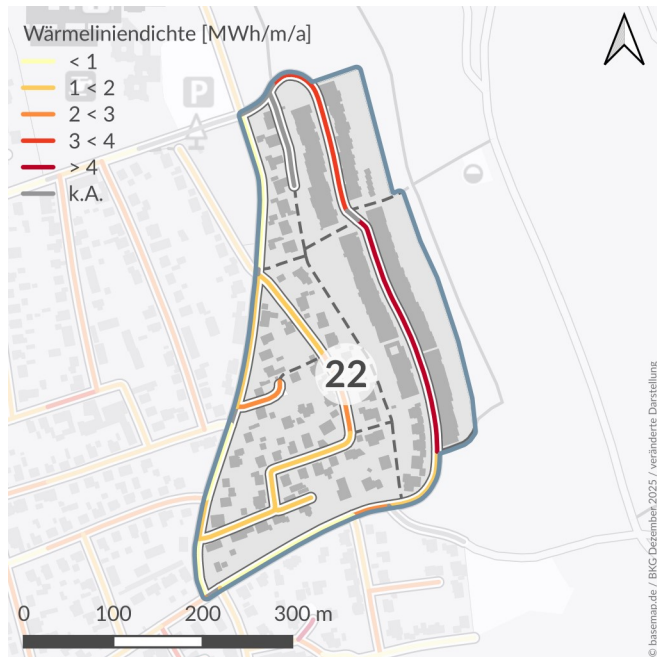 Wärmeliniendichte [MWh/m/a]
< 1
1 < 2
2 < 3
3 < 4
> 4
k.A.
P
22
0 100 200 300 m
© basemap.de / BKG Dezember 2025 / veränderte Darstellung